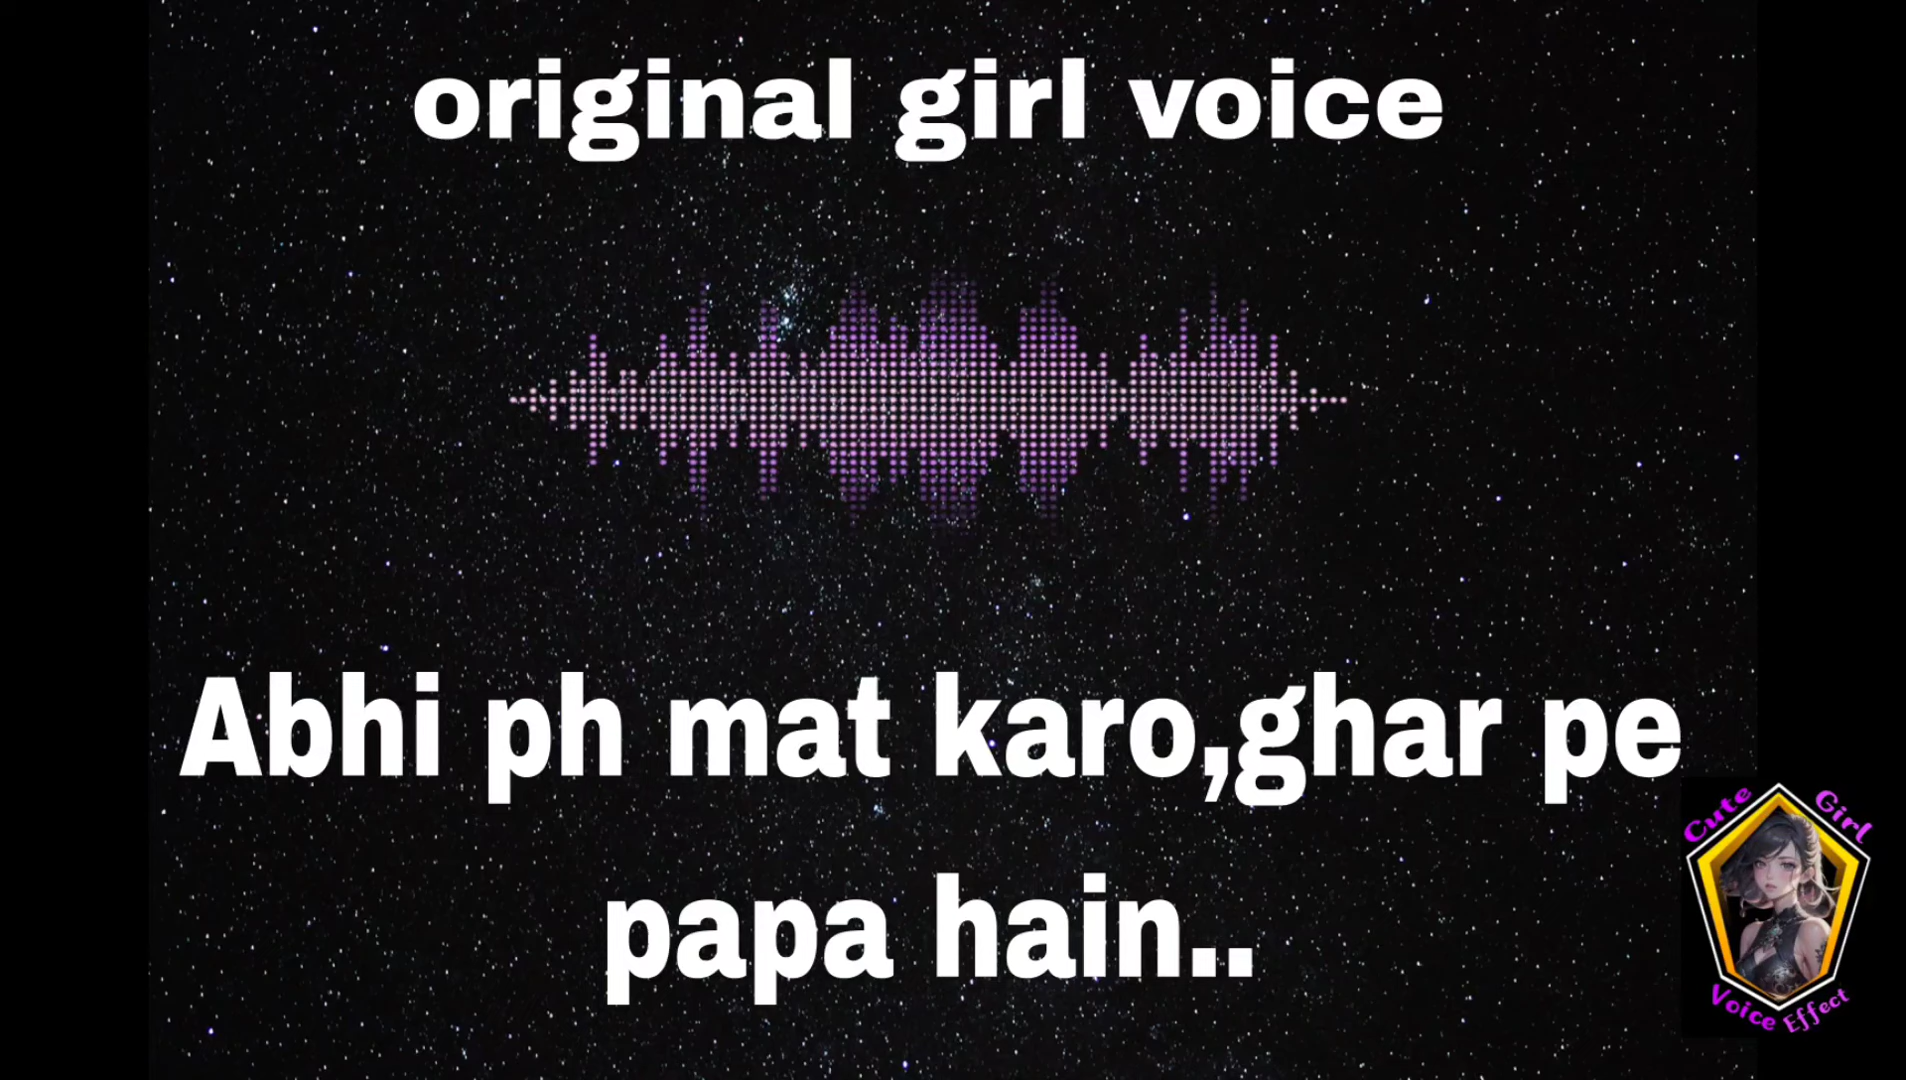 original girl voice
Abhi ph mat karo,ghar pe
papa hain..
Cute Girl
Voice Effect